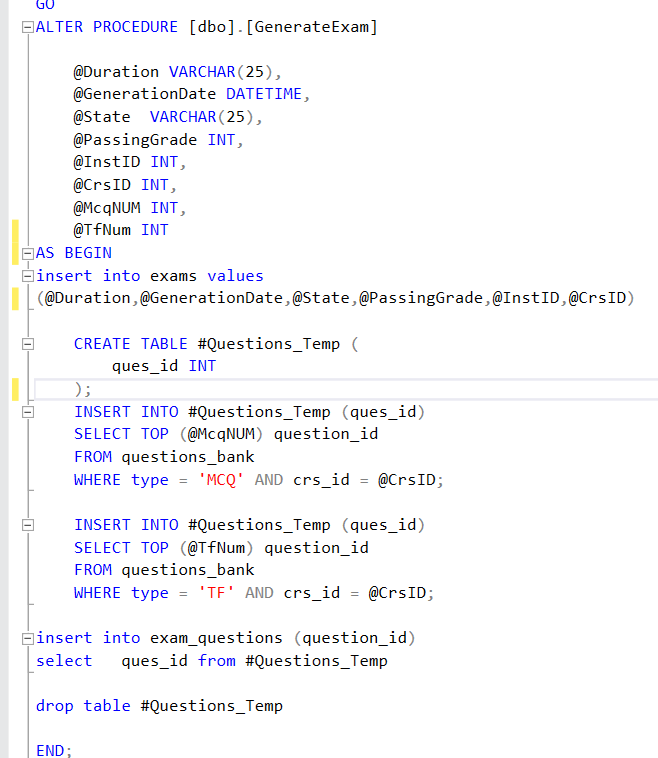 GO
ALTER PROCEDURE [dbo].[GenerateExam]
@Duration VARCHAR(25),
@GenerationDate DATETIME,
@State  VARCHAR(25),
@PassingGrade INT,
@InstID INT,
@CrsID INT,
@McqNUM INT,
@TfNum INT
AS BEGIN
insert into exams values
(@Duration,@GenerationDate,@State,@PassingGrade,@InstID,@CrsID)
CREATE TABLE #Questions_Temp (
ques_id INT
);
INSERT INTO #Questions_Temp (ques_id)
SELECT TOP (@McqNUM) question_id
FROM questions_bank
WHERE type = 'MCQ' AND crs_id = @CrsID;
INSERT INTO #Questions_Temp (ques_id)
SELECT TOP (@TfNum) question_id
FROM questions_bank
WHERE type = 'TF' AND crs_id = @CrsID;
insert into exam_questions (question_id)
select   ques_id from #Questions_Temp
drop table #Questions_Temp
END;